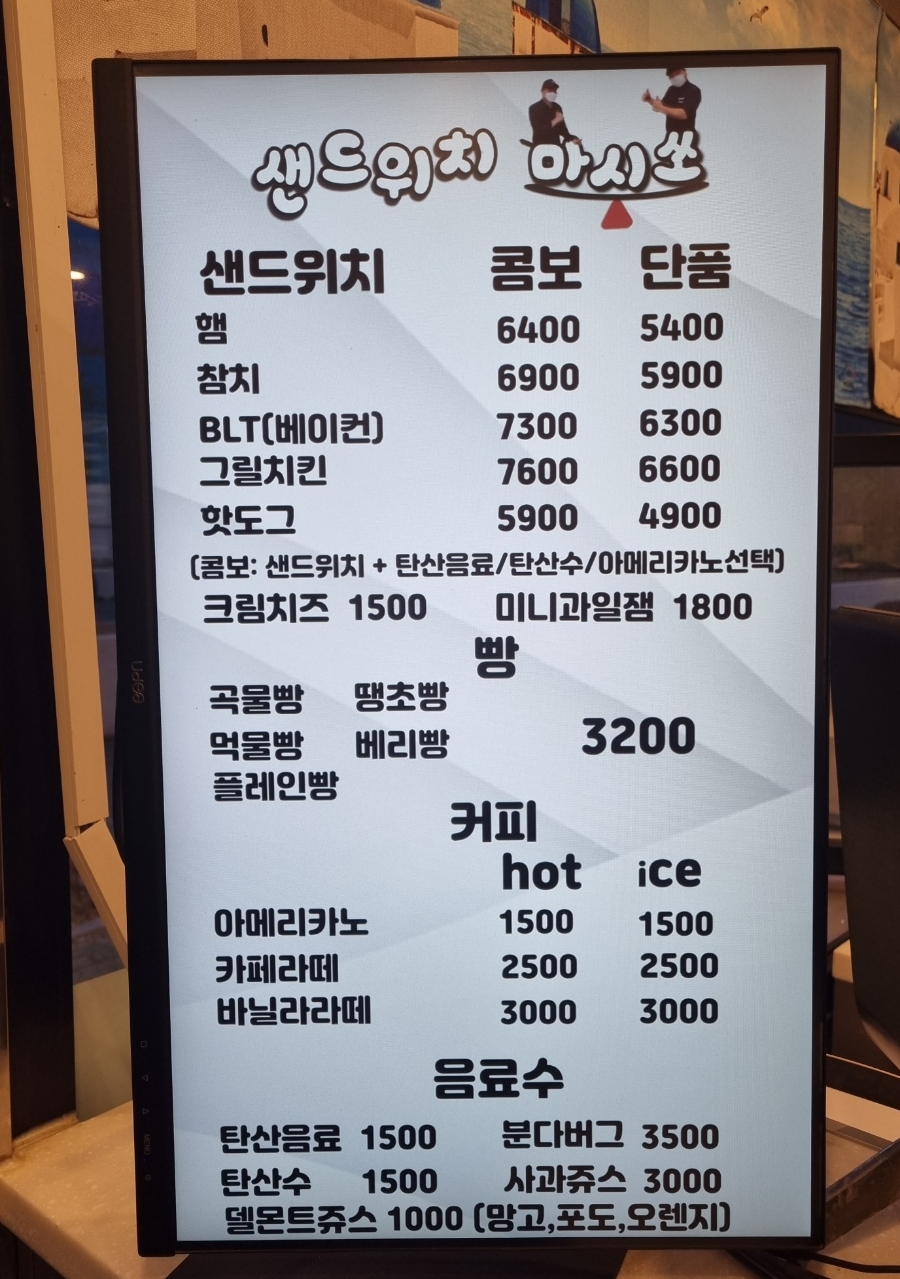 샌드위치 마시쏘
샌드위치 콤보 단품
햄 6400 5400
참치 6900 5900
BLT(베이컨) 7300 6300
그릴치킨 7600 6600
핫도그 5900 4900
(콤보: 샌드위치 + 탄산음료/탄산수/아메리카노선택)
크림치즈 1500 미니과일잼 1800
빵
곡물빵 땡초빵
먹물빵 베리빵 3200
플레인빵
커피
hot ice
아메리카노 1500 1500
카페라떼 2500 2500
바닐라라떼 3000 3000
음료수
탄산음료 1500 분다버그 3500
탄산수 1500 사과쥬스 3000
델몬트쥬스 1000 (망고,포도,오렌지)
MENU